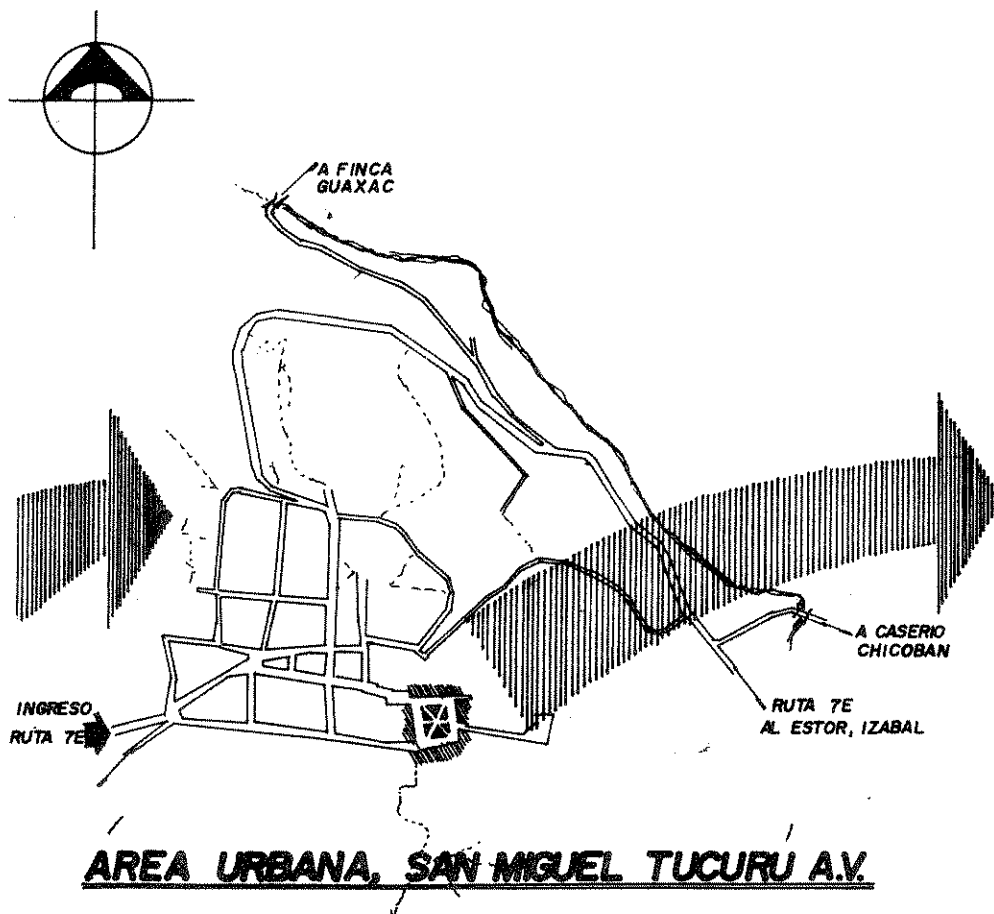 A FINCA
GUAXAC
A CASERIO
CHICOBAN
INGRESO
RUTA 7E
RUTA 7E
AL ESTOR, IZABAL
AREA URBANA, SAN MIGUEL TUCURU A.V.